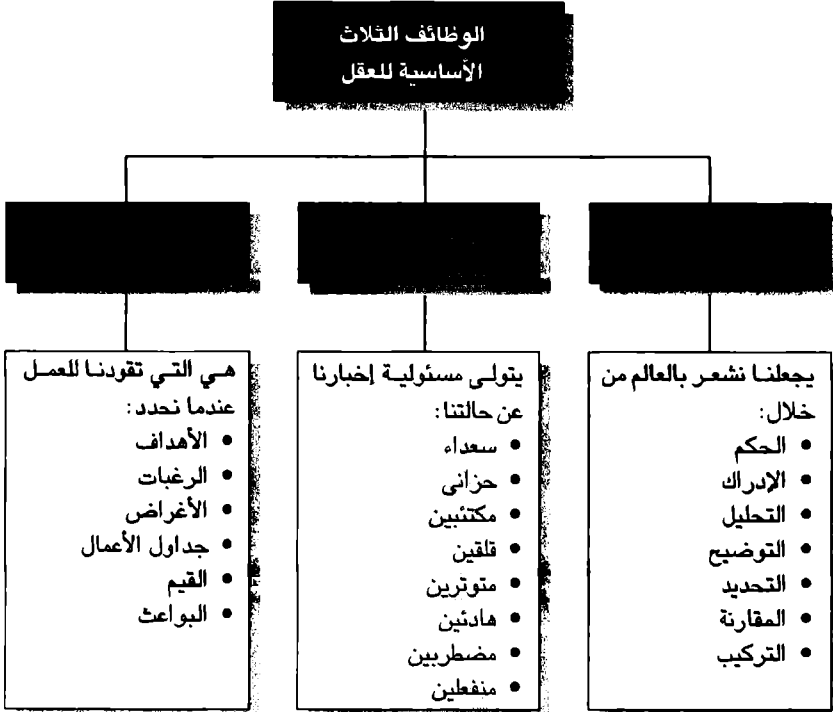 الوظائف الثلاث
الأساسية للعقل
يجعلنا نشعر بالعالم من
خلال:
• الحكم
• الإدراك
• التحليل
• التوضيح
• التحديد
• المقارنة
• التركيب
يتولى مسئولية إخبارنا
عن حالتنا:
• سعداء
• حزانى
• مكتئبين
• قلقين
• متوترين
• هادئين
• مضطربين
• منفعلين
هي التي تقودنا للعمل
عندما نحدد:
• الأهداف
• الرغبات
• الأغراض
• جداول الأعمال
• القيم
• البواعث